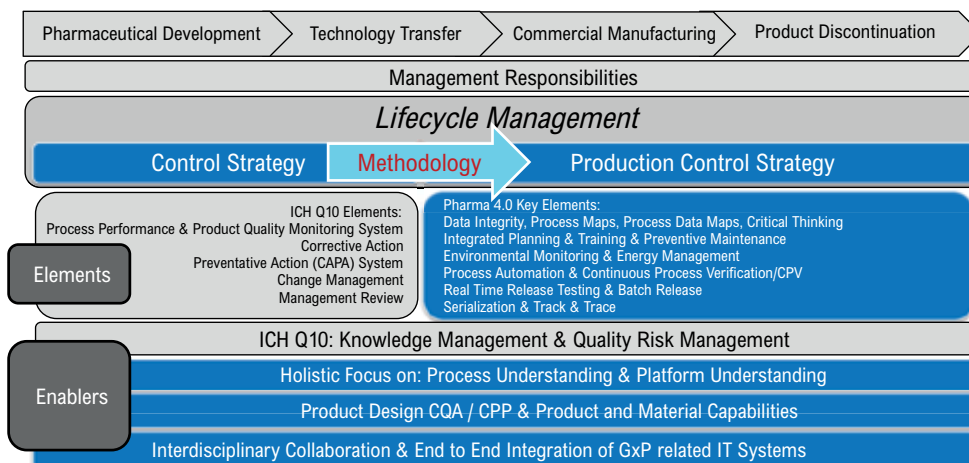 Pharmaceutical Development
Technology Transfer
Commercial Manufacturing
Product Discontinuation
Management Responsibilities
Lifecycle Management
Control Strategy
Methodology
Production Control Strategy
Elements
ICH Q10 Elements:
Process Performance & Product Quality Monitoring System
Corrective Action
Preventative Action (CAPA) System
Change Management
Management Review
Pharma 4.0 Key Elements:
Data Integrity, Process Maps, Process Data Maps, Critical Thinking
Integrated Planning & Training & Preventive Maintenance
Environmental Monitoring & Energy Management
Process Automation & Continuous Process Verification/CPV
Real Time Release Testing & Batch Release
Serialization & Track & Trace
Enablers
ICH Q10: Knowledge Management & Quality Risk Management
Holistic Focus on: Process Understanding & Platform Understanding
Product Design CQA / CPP & Product and Material Capabilities
Interdisciplinary Collaboration & End to End Integration of GxP related IT Systems